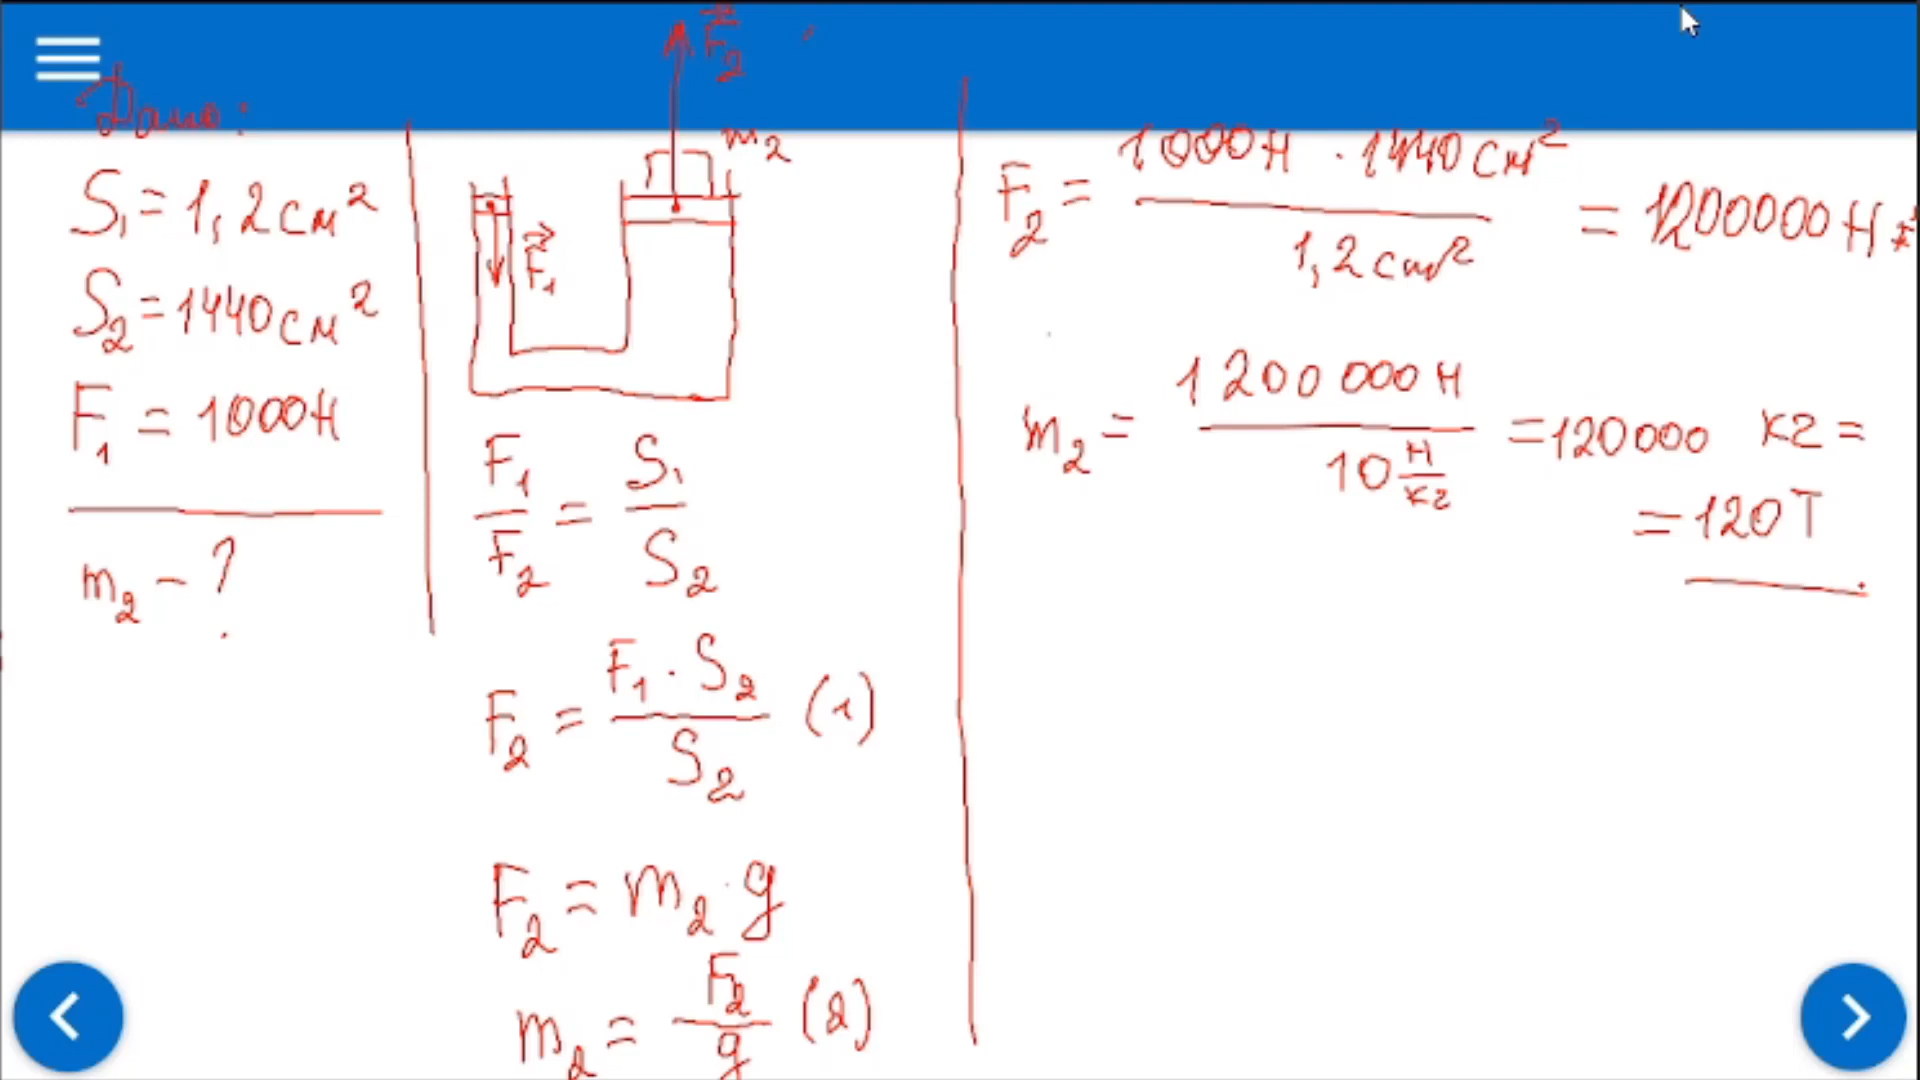 Дано:
S₁ = 1,2 см²
S₂ = 1440 см²
F₁ = 1000 Н
m₂ - ?
F₂
m₂
F₁
F₁/F₂ = S₁/S₂
F₂ = F₁ · S₂ / S₂ (1)
F₂ = m₂ · g
m₂ = F₂/g (2)
F₂ = 1000 Н · 1440 см² / 1,2 см² = 1200000 Н
m₂ = 1 200 000 Н / 10 Н/кг = 120000 кг =
= 120 Т